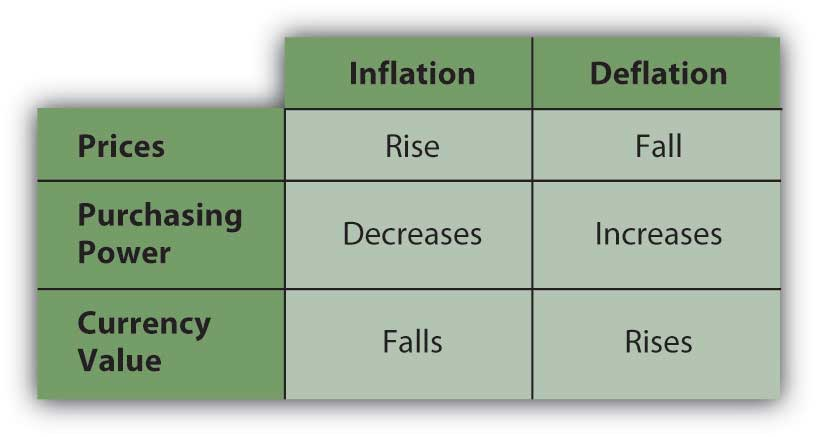 Inflation Deflation
Prices Rise Fall
Purchasing
Power Decreases Increases
Currency
Value Falls Rises